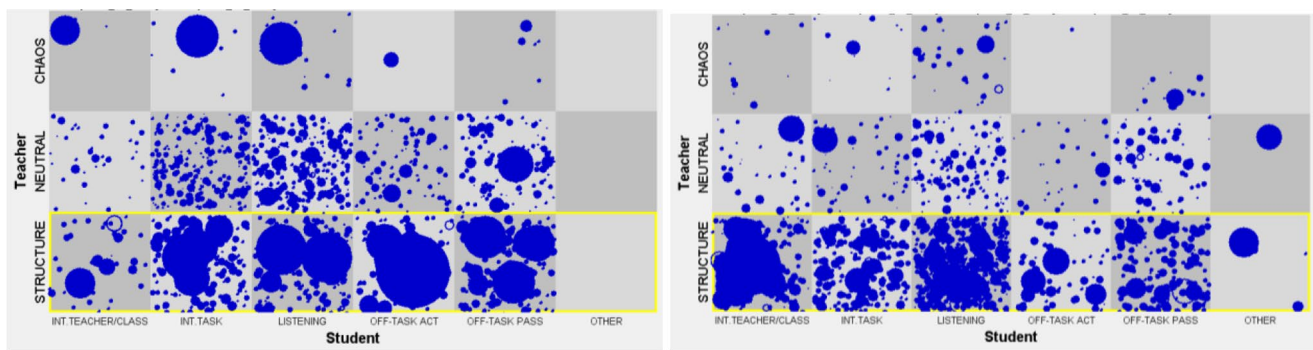 Teacher
CHAOS
NEUTRAL
STRUCTURE
INT.TEACHER/CLASS INT.TASK LISTENING OFF-TASK ACT OFF-TASK PASS OTHER
Student
Teacher
CHAOS
NEUTRAL
STRUCTURE
INT.TEACHER/CLASS INT.TASK LISTENING OFF-TASK ACT OFF-TASK PASS OTHER
Student